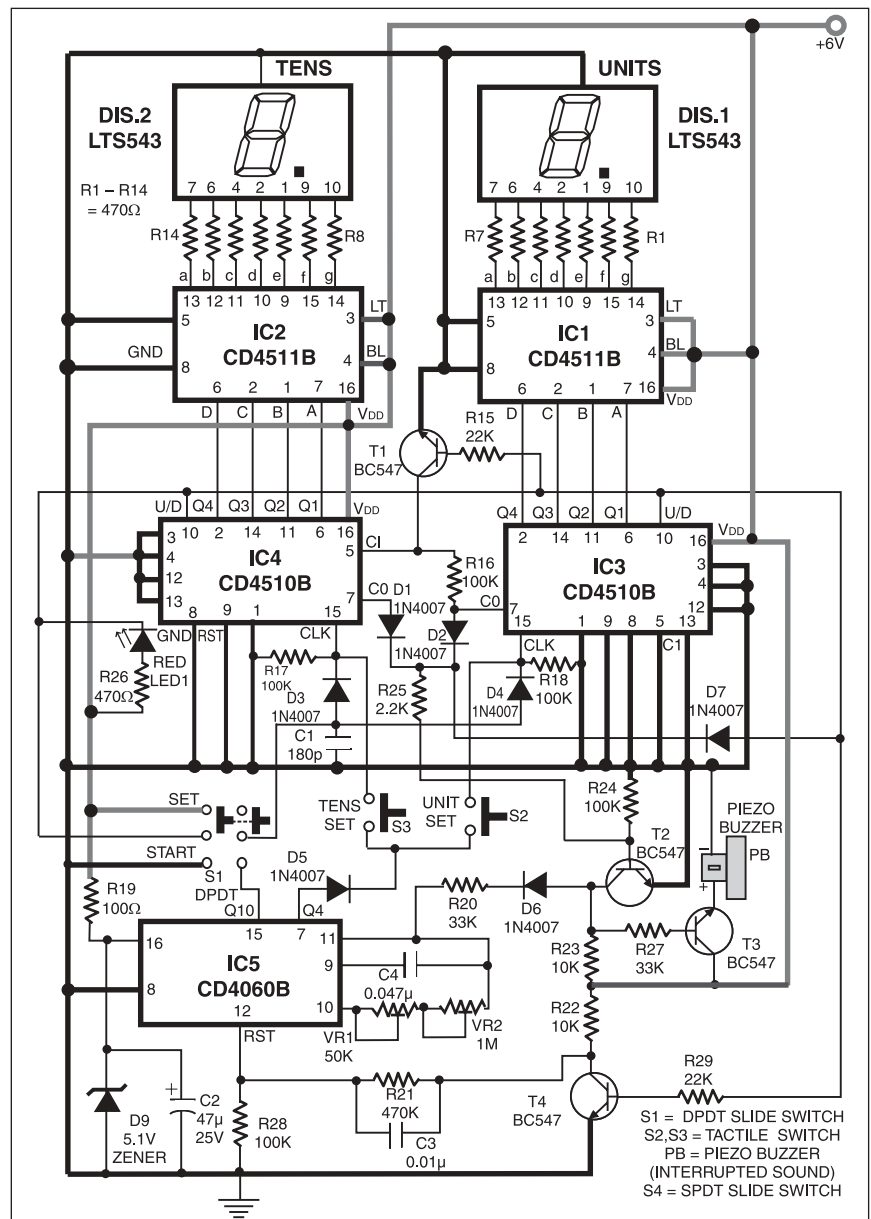 +6V
TENS
UNITS
DIS.2
LTS543
DIS.1
LTS543
7 6 4 2 1 9 10
7 6 4 2 1 9 10
R1 – R14
= 470Ω
R14
R8
R7
R1
a b c d e f g
a b c d e f g
13 12 11 10 9 15 14
13 12 11 10 9 15 14
5
3
LT
IC2
CD4511B
4
BL
GND
8
6 2 1 7 16
5
3
LT
IC1
CD4511B
4
BL
8
6 2 1 7 16
VDD
D C B A
VDD
D C B A
R15
22K
T1
BC547
U/D Q4 Q3 Q2 Q1
VDD
Q4 Q3 Q2 Q1 U/D
VDD
10 2 14 11 6 16
3
4
12
13
IC4
CD4510B
5
CI
7
C0
8 9 1 15
2 14 11 6 10 16
IC3
CD4510B
3
4
12
7
C0
15 1 9 8 5 13
R16
100K
D1
1N4007
D2
1N4007
GND
RST
CLK
CLK
C1
RED
LED1
R26
470Ω
R17
100K
D3
1N4007
C1
180p
R25
2.2K
D4
1N4007
R18
100K
D7
1N4007
R24
100K
SET
START
S1
DPDT
TENS
SET
S3
UNIT
SET
S2
T2
BC547
PIEZO
BUZZER
PB
–
+
D5
1N4007
R19
100Ω
Q10
Q4
R20
33K
D6
1N4007
R23
10K
R27
33K
T3
BC547
16 15 7 11
9
8
IC5
CD4060B
10
12
RST
C4
0.047µ
VR1
50K
VR2
1M
R22
10K
R21
470K
C3
0.01µ
T4
BC547
R29
22K
D9
5.1V
ZENER
+
C2
47µ
25V
R28
100K
S1 = DPDT SLIDE SWITCH
S2,S3 = TACTILE SWITCH
PB = PIEZO BUZZER
(INTERRUPTED SOUND)
S4 = SPDT SLIDE SWITCH